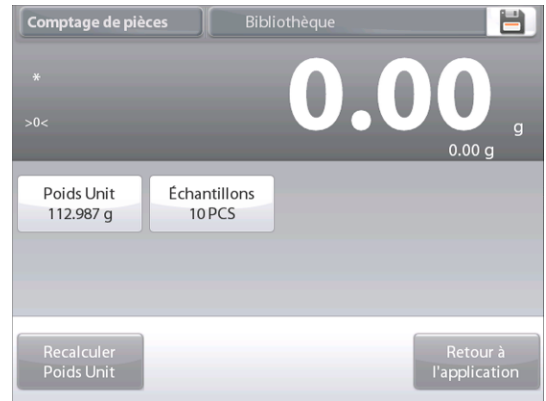 Comptage de pièces
Bibliothèque
*
>0<
0.00 g
0.00 g
Poids Unit
112.987 g
Échantillons
10 PCS
Recalculer
Poids Unit
Retour à
l'application